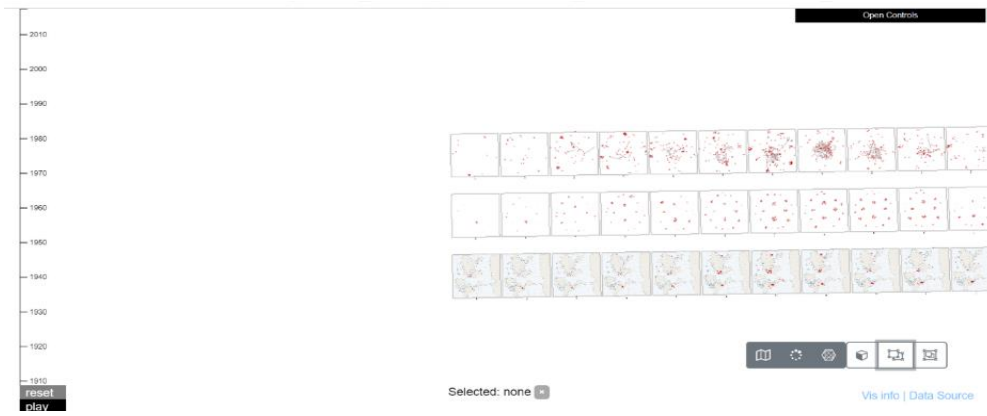 Open Controls
2010
2000
1990
1980
1970
1960
1950
1940
1930
1920
1910
reset
play
Selected: none
Vis info | Data Source